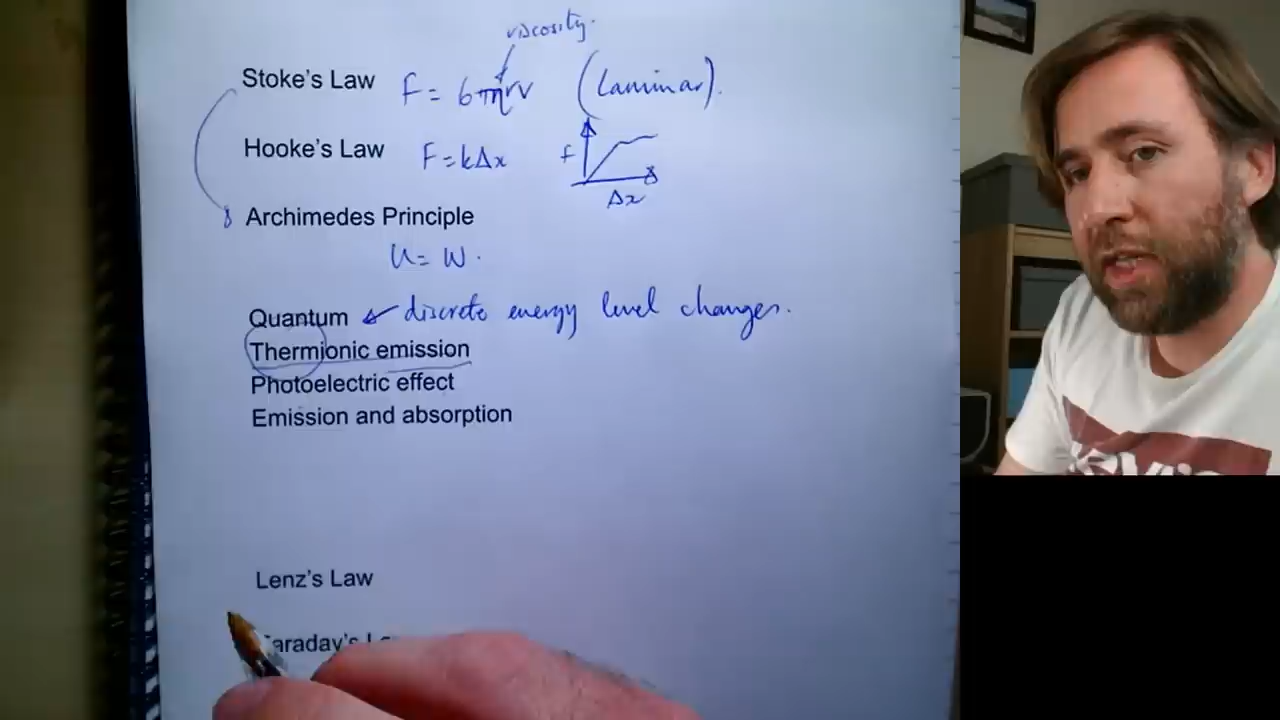 viscosity.
Stoke's Law F = 6πηrv (laminar).
Hooke's Law F = kΔx F
Δx
Archimedes Principle
U = W.
Quantum discrete energy level changes.
Thermionic emission
Photoelectric effect
Emission and absorption
Lenz's Law